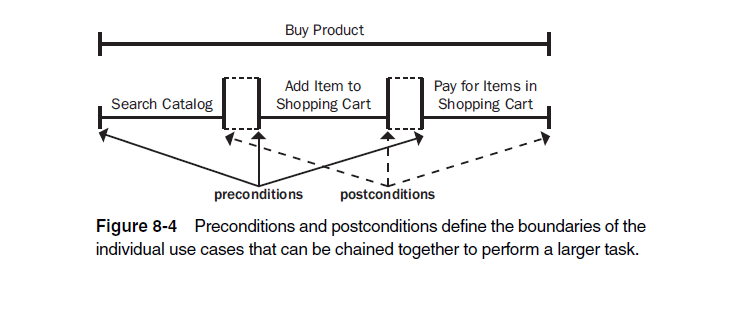 Buy Product
Search Catalog
Add Item to
Shopping Cart
Pay for Items in
Shopping Cart
preconditions
postconditions
Figure 8-4 Preconditions and postconditions define the boundaries of the
individual use cases that can be chained together to perform a larger task.